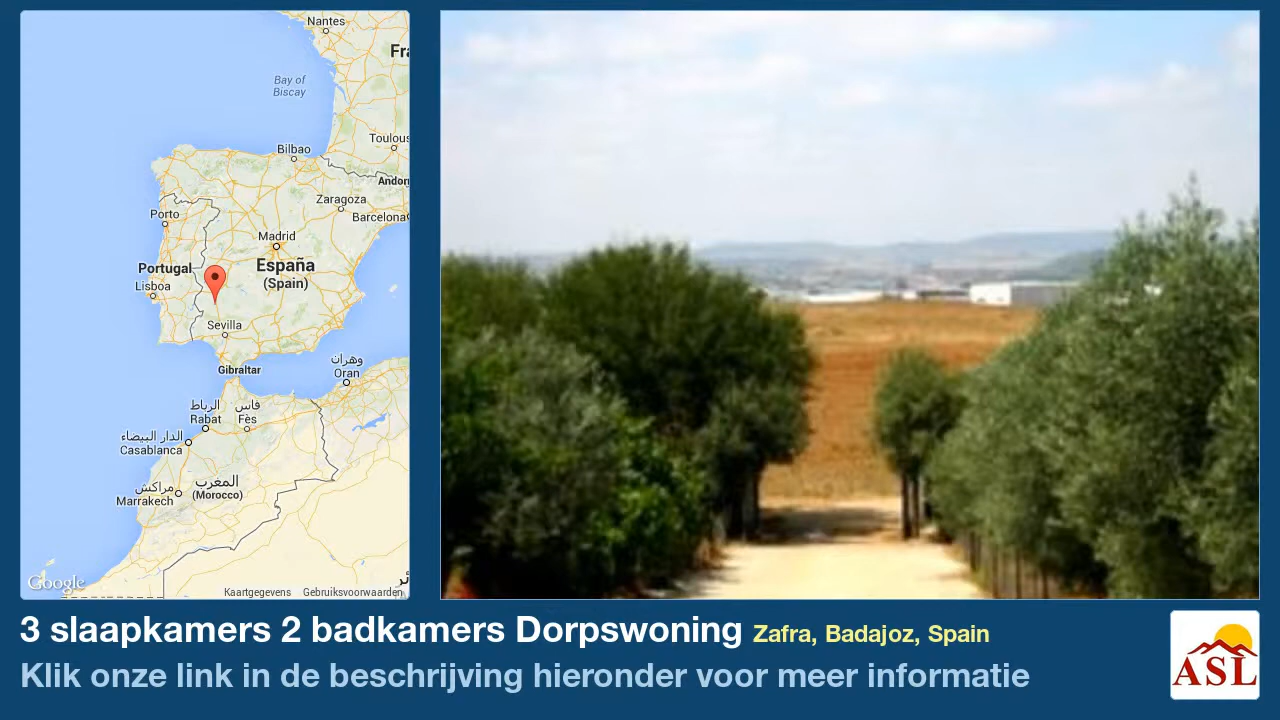 Nantes
Fra
Bay of
Biscay
Toulous
Bilbao
Andorr
Zaragoza
Porto
Barcelona
Madrid
Portugal
España
(Spain)
Lisboa
Sevilla
Gibraltar
وهران
Oran
الرباط
فاس
Rabat
Fès
الدار البيضاء
Casablanca
مراكش
المغرب
Marrakech
(Morocco)
Google
Kaartgegevens Gebruiksvoorwaarden
3 slaapkamers 2 badkamers Dorpswoning Zafra, Badajoz, Spain
Klik onze link in de beschrijving hieronder voor meer informatie
ASL